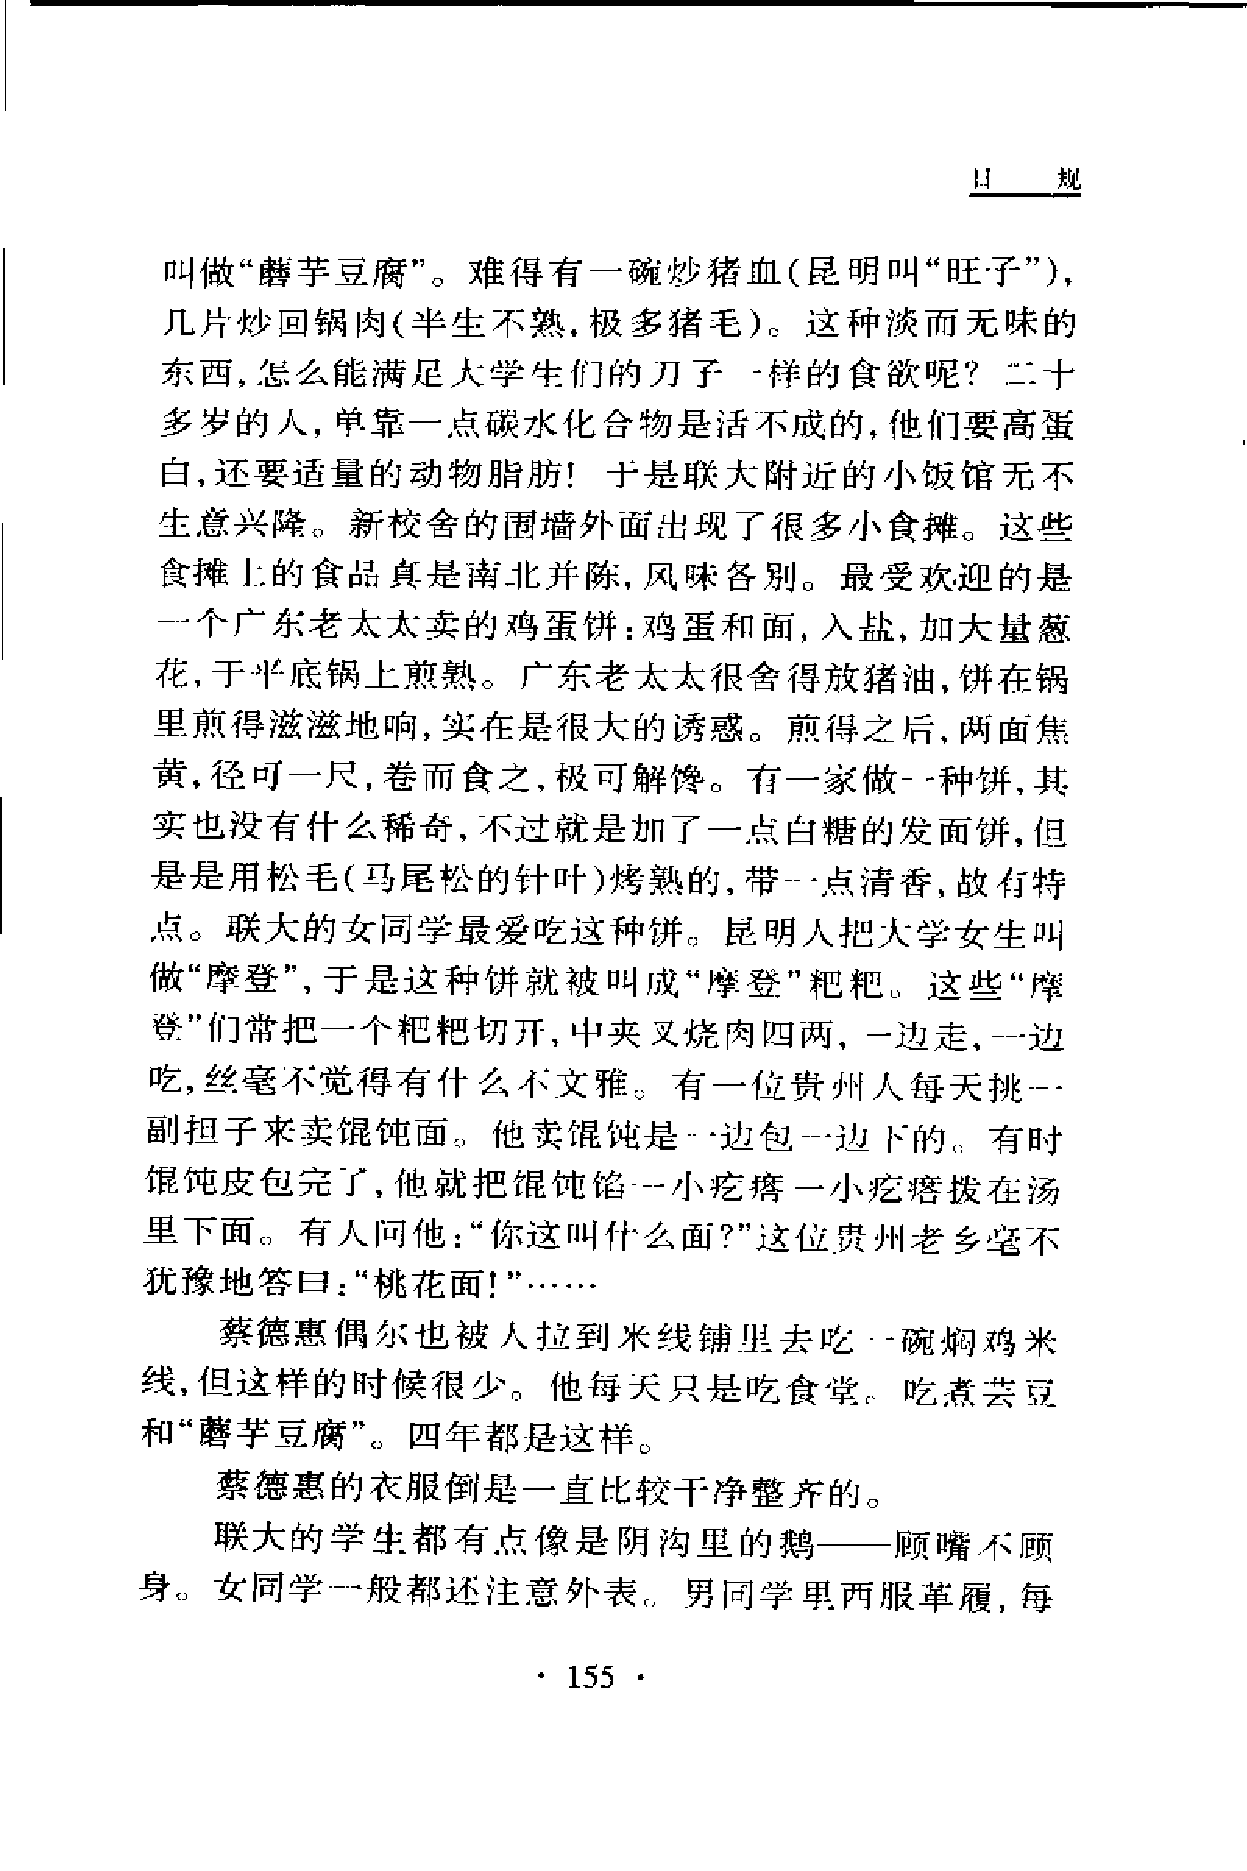 日 规
叫做“蘑芋豆腐”。难得有一碗炒猪血(昆明叫“旺子”),
几片炒回锅肉(半生不熟,极多猪毛)。这种淡而无味的
东西,怎么能满足大学生们的刀子一样的食欲呢?二十
多岁的人,单靠一点碳水化合物是活不成的,他们要高蛋
白,还要适量的动物脂肪!于是联大附近的小饭馆无不
生意兴隆。新校舍的围墙外面出现了很多小食摊。这些
食摊上的食品真是南北并陈,风味各别。最受欢迎的是
一个广东老太太卖的鸡蛋饼:鸡蛋和面,入盐,加大量葱
花,于平底锅上煎熟。广东老太太很舍得放猪油,饼在锅
里煎得滋滋地响,实在是很大的诱惑。煎得之后,两面焦
黄,径可一尺,卷而食之,极可解馋。有一家做一种饼,其
实也没有什么稀奇,不过就是加了一点白糖的发面饼,但
是是用松毛(马尾松的针叶)烤熟的,带一点清香,故有特
点。联大的女同学最爱吃这种饼。昆明人把大学女生叫
做“摩登”,于是这种饼就被叫成“摩登”粑粑。这些“摩
登”们常把一个粑粑切开,中夹叉烧肉四两,一边走,一边
吃,丝毫不觉得有什么不文雅。有一位贵州人每天挑一
副担子来卖馄饨面。他卖馄饨是一边包一边下的。有时
馄饨皮包完了,他就把馄饨馅一小疙瘩一小疙瘩拨在汤
里下面。有人问他:“你这叫什么面?”这位贵州老乡毫不
犹豫地答曰:“桃花面!”……
蔡德惠偶尔也被人拉到米线铺里去吃一碗焖鸡米
线,但这样的时候很少。他每天只是吃食堂。吃煮芸豆
和“蘑芋豆腐”。四年都是这样。
蔡德惠的衣服倒是一直比较干净整齐的。
联大的学生都有点像是阴沟里的鹅——顾嘴不顾
身。女同学一般都还注意外表。男同学里西服革履,每
· 155 ·